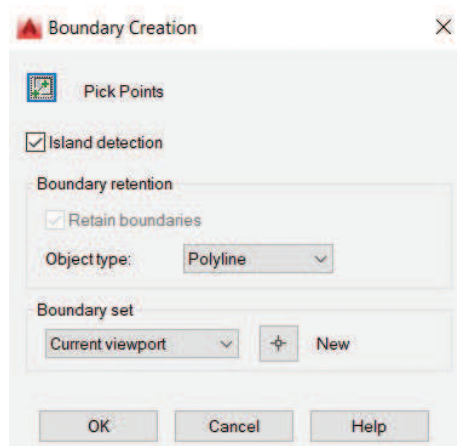 Boundary Creation
Pick Points
Island detection
Boundary retention
Retain boundaries
Object type: Polyline
Boundary set
Current viewport New
OK Cancel Help